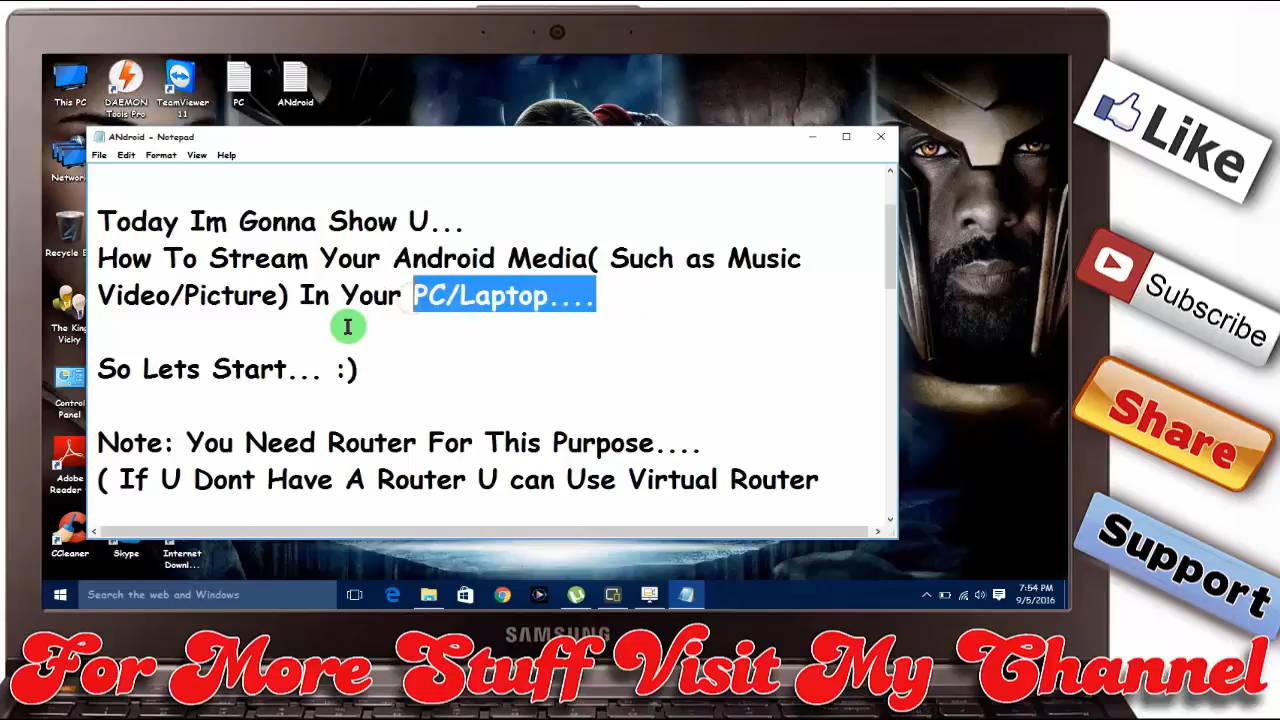 This PC
DAEMON
Tools Pro
TeamViewer
11
PC
ANdroid
ANdroid - Notepad
File Edit Format View Help
Network
Recycle B
The King
Vicky
Control
Panel
Adobe
Reader
CCleaner
Skype
Internet
Downl...
Today Im Gonna Show U...
How To Stream Your Android Media( Such as Music
Video/Picture) In Your PC/Laptop....
So Lets Start... :)
Note: You Need Router For This Purpose....
( If U Dont Have A Router U can Use Virtual Router
Search the web and Windows
7:54 PM
9/5/2016
SAMSUNG
Like
Subscribe
Share
Support
For More Stuff Visit My Channel